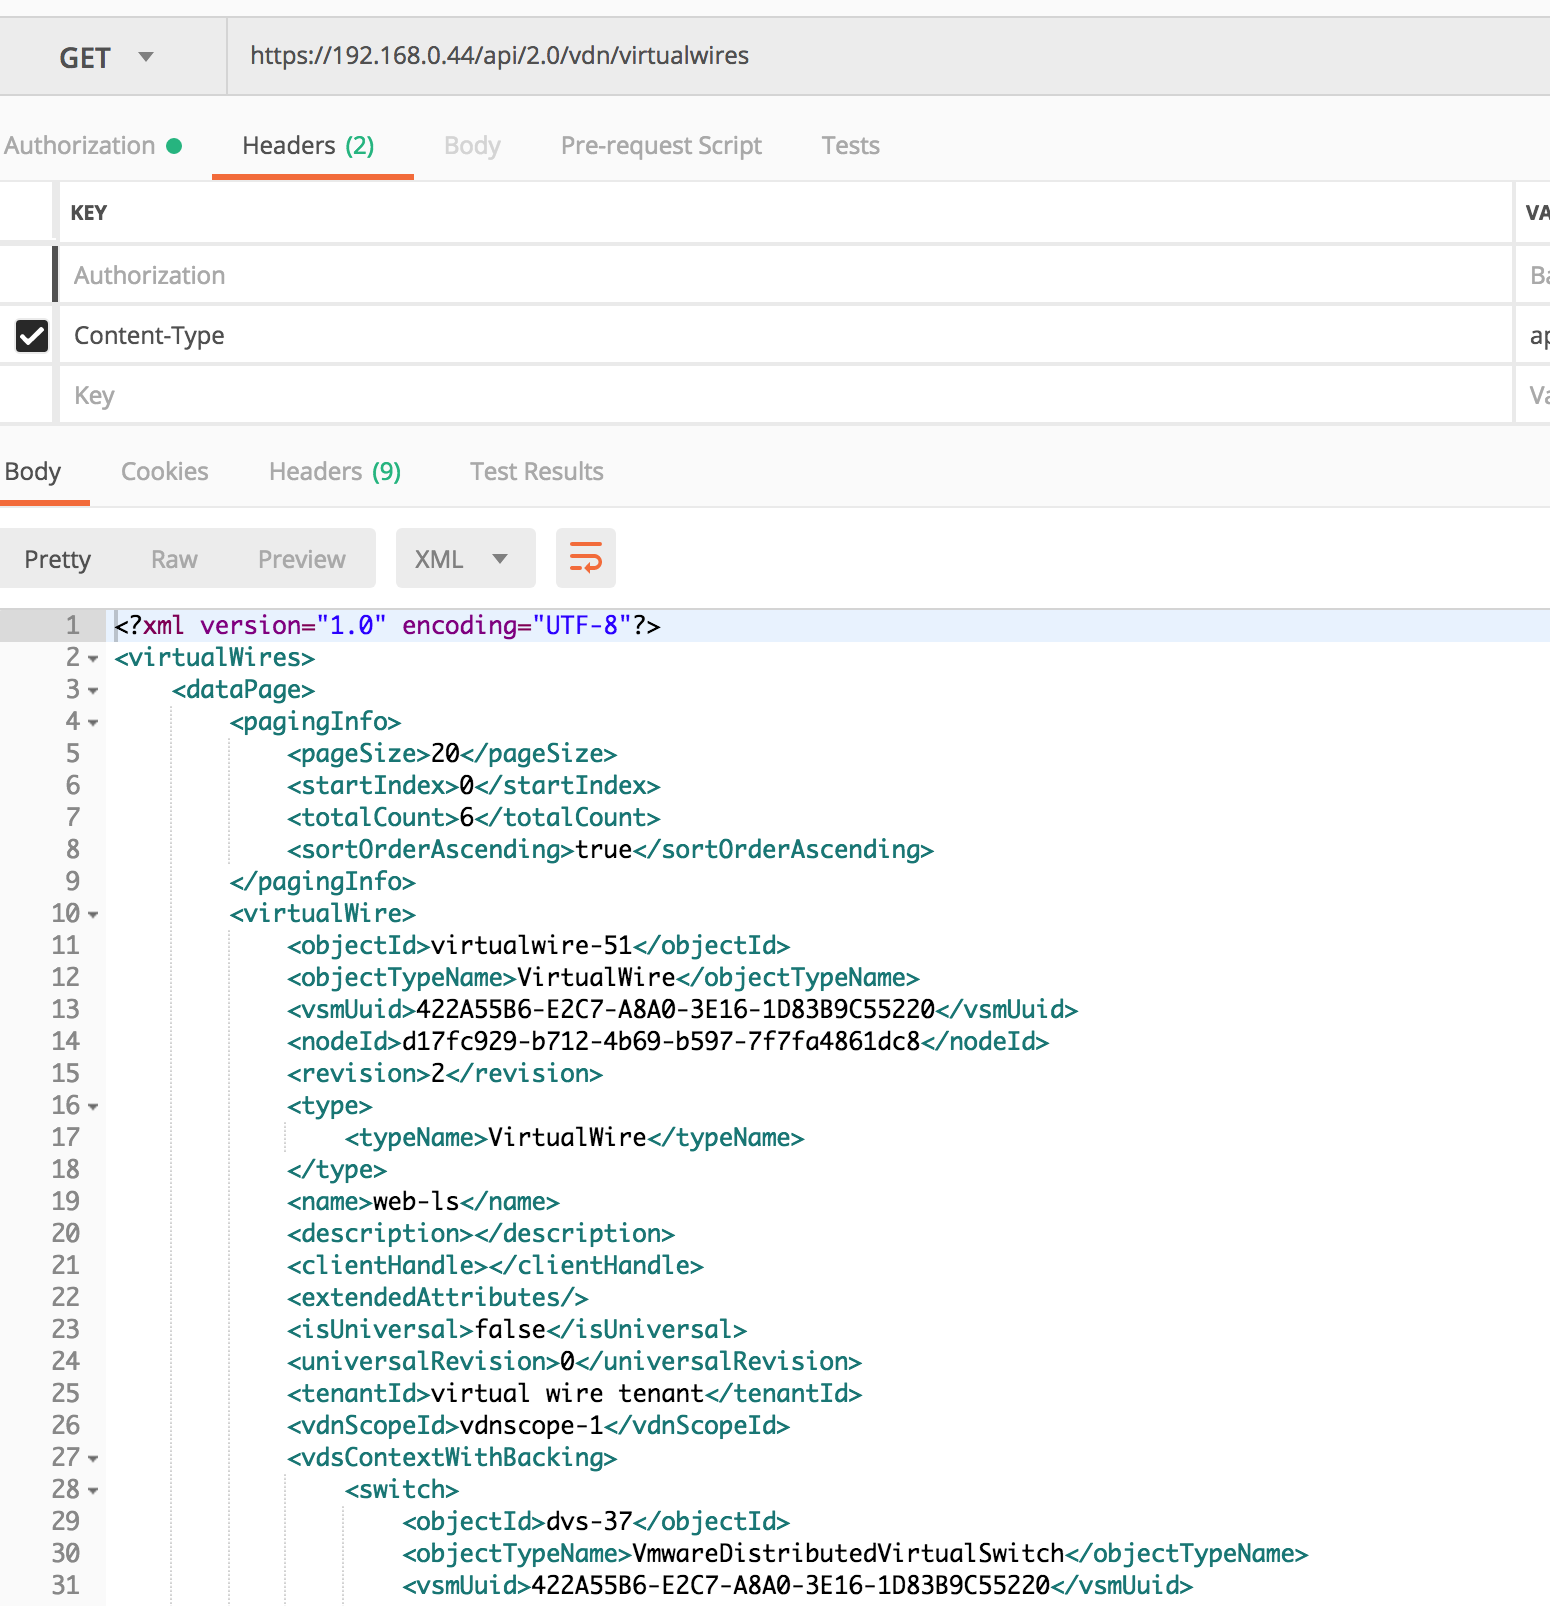 GET https://192.168.0.44/api/2.0/vdn/virtualwires
Authorization Headers (2) Body Pre-request Script Tests
KEY VA
Authorization Ba
Content-Type ap
Key Va
Body Cookies Headers (9) Test Results
Pretty Raw Preview XML
1 <?xml version="1.0" encoding="UTF-8"?>
2 <virtualWires>
3 <dataPage>
4 <pagingInfo>
5 <pageSize>20</pageSize>
6 <startIndex>0</startIndex>
7 <totalCount>6</totalCount>
8 <sortOrderAscending>true</sortOrderAscending>
9 </pagingInfo>
10 <virtualWire>
11 <objectId>virtualwire-51</objectId>
12 <objectTypeName>VirtualWire</objectTypeName>
13 <vsmUuid>422A55B6-E2C7-A8A0-3E16-1D83B9C55220</vsmUuid>
14 <nodeId>d17fc929-b712-4b69-b597-7f7fa4861dc8</nodeId>
15 <revision>2</revision>
16 <type>
17 <typeName>VirtualWire</typeName>
18 </type>
19 <name>web-ls</name>
20 <description></description>
21 <clientHandle></clientHandle>
22 <extendedAttributes/>
23 <isUniversal>false</isUniversal>
24 <universalRevision>0</universalRevision>
25 <tenantId>virtual wire tenant</tenantId>
26 <vdnScopeId>vdnscope-1</vdnScopeId>
27 <vdsContextWithBacking>
28 <switch>
29 <objectId>dvs-37</objectId>
30 <objectTypeName>VmwareDistributedVirtualSwitch</objectTypeName>
31 <vsmUuid>422A55B6-E2C7-A8A0-3E16-1D83B9C55220</vsmUuid>